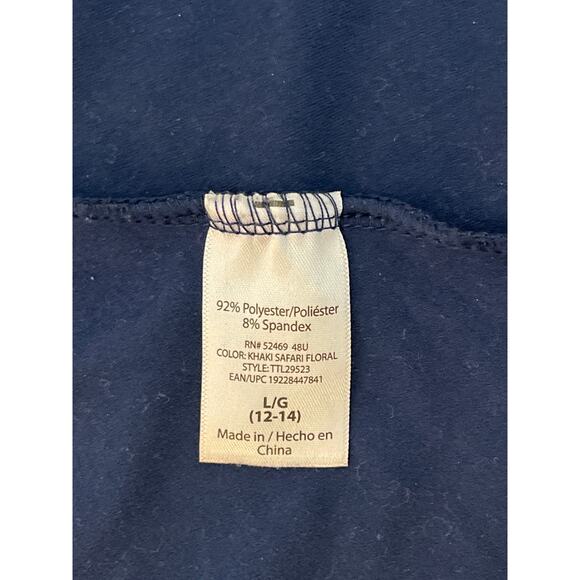 92% Polyester/Poliéster
8% Spandex
RN# 52469 48U
COLOR: KHAKI SAFARI FLORAL
STYLE: TTL29523
EAN/UPC 19228447841
L/G
(12-14)
Made in / Hecho en
China